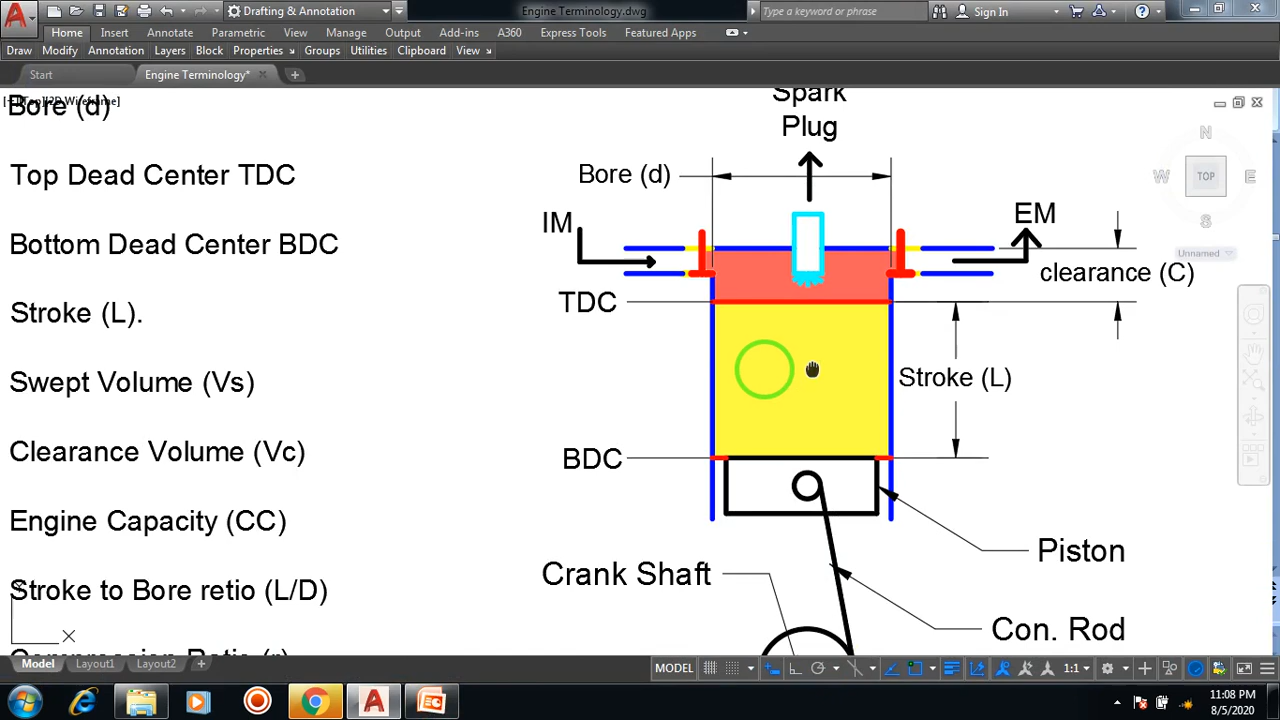 Drafting & Annotation
Engine Terminology.dwg
Type a keyword or phrase
Sign In
Home Insert Annotate Parametric View Manage Output Add-ins A360 Express Tools Featured Apps
Draw Modify Annotation Layers Block Properties Groups Utilities Clipboard View
Start
Engine Terminology*
Bore (d)
Top Dead Center TDC
Bottom Dead Center BDC
Stroke (L).
Swept Volume (Vs)
Clearance Volume (Vc)
Engine Capacity (CC)
Stroke to Bore retio (L/D)
Spark
Plug
Bore (d)
IM
EM
clearance (C)
TDC
Stroke (L)
BDC
Piston
Crank Shaft
Con. Rod
N
W
TOP
E
S
Unnamed
X
Model Layout1 Layout2
MODEL
1:1
11:08 PM
8/5/2020